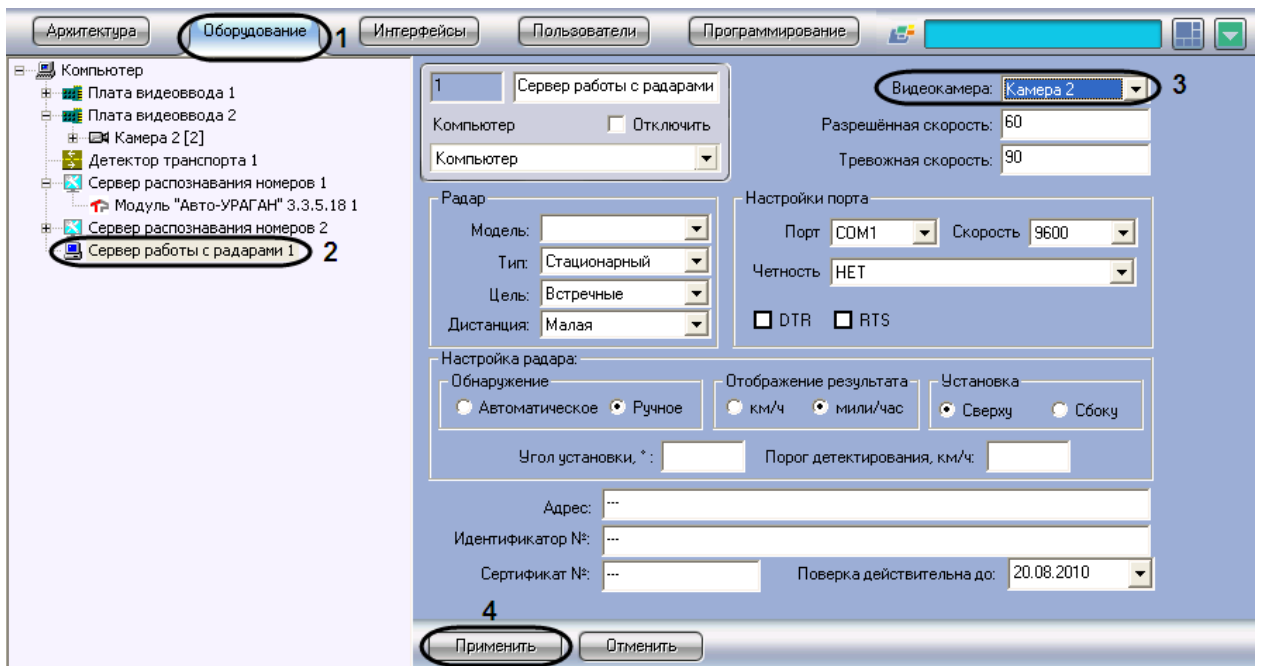 Архитектура Оборудование 1 Интерфейсы Пользователи Программирование
Компьютер
Плата видеоввода 1
Плата видеоввода 2
Камера 2 [2]
Детектор транспорта 1
Сервер распознавания номеров 1
Модуль "Авто-УРАГАН" 3.3.5.18 1
Сервер распознавания номеров 2
Сервер работы с радарами 1 2
1 Сервер работы с радарами
Компьютер Отключить
Компьютер
Видеокамера: Камера 2 3
Разрешённая скорость: 60
Тревожная скорость: 90
Радар
Модель:
Тип: Стационарный
Цель: Встречные
Дистанция: Малая
Настройки порта
Порт COM1 Скорость 9600
Четность НЕТ
DTR RTS
Настройка радара:
Обнаружение
Автоматическое Ручное
Отображение результата
км/ч мили/час
Установка
Сверху Сбоку
Угол установки, ° : Порог детектирования, км/ч:
Адрес: ---
Идентификатор №: ---
Сертификат №: --- Поверка действительна до: 20.08.2010
4
Применить Отменить